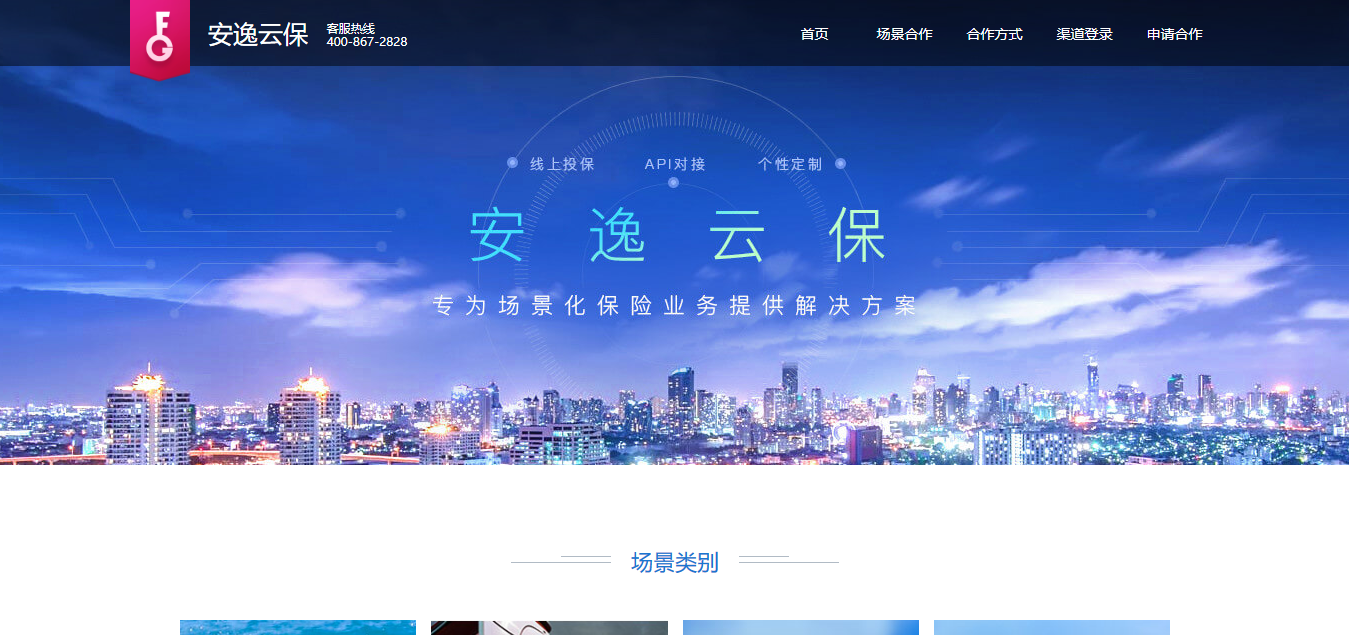 FG
安逸云保
客服热线
400-867-2828
首页 场景合作 合作方式 渠道登录 申请合作
线上投保 API对接 个性定制
安逸云保
专为场景化保险业务提供解决方案
场景类别